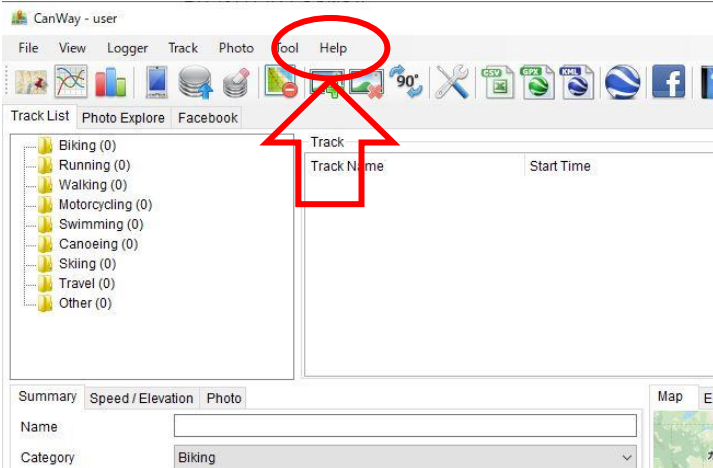 CanWay - user
File View Logger Track Photo Tool Help
90°
CSV
GPX
KML
Track List Photo Explore Facebook
Biking (0)
Running (0)
Walking (0)
Motorcycling (0)
Swimming (0)
Canoeing (0)
Skiing (0)
Travel (0)
Other (0)
Track
Track Name Start Time
Summary Speed / Elevation Photo
Name
Category Biking
Map E